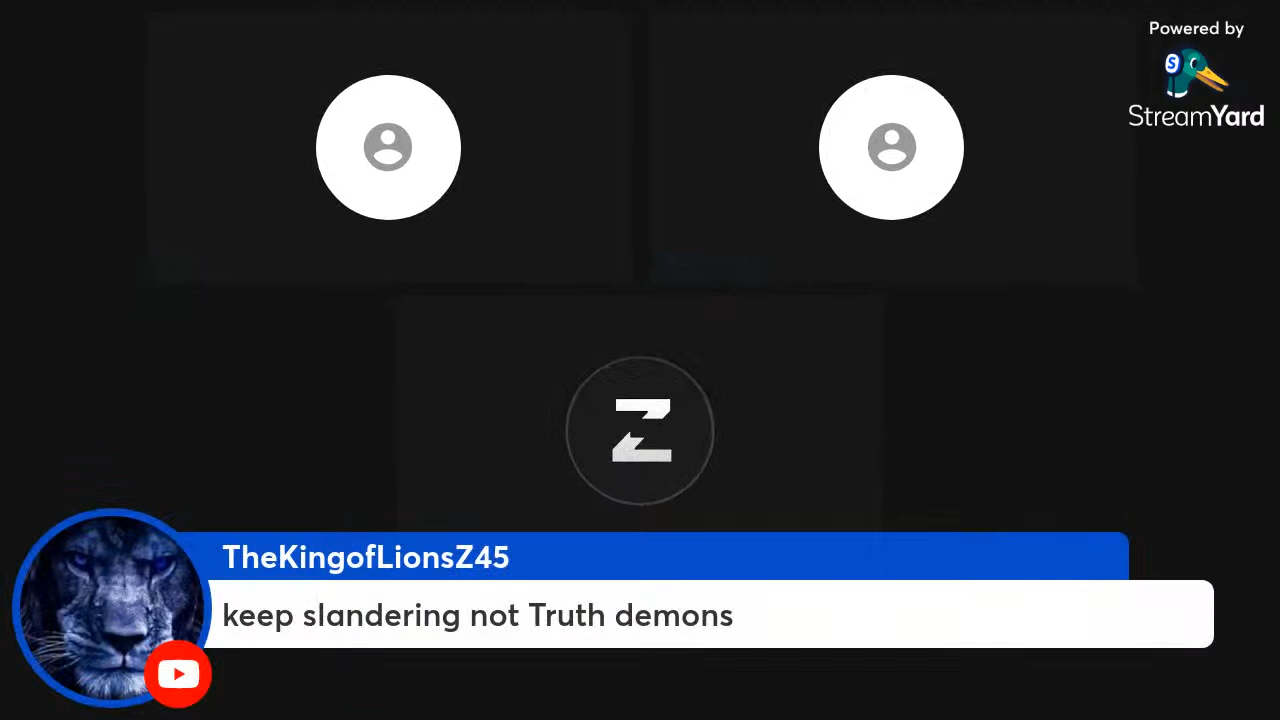 Powered by
S
StreamYard
Z
TheKingofLionsZ45
keep slandering not Truth demons